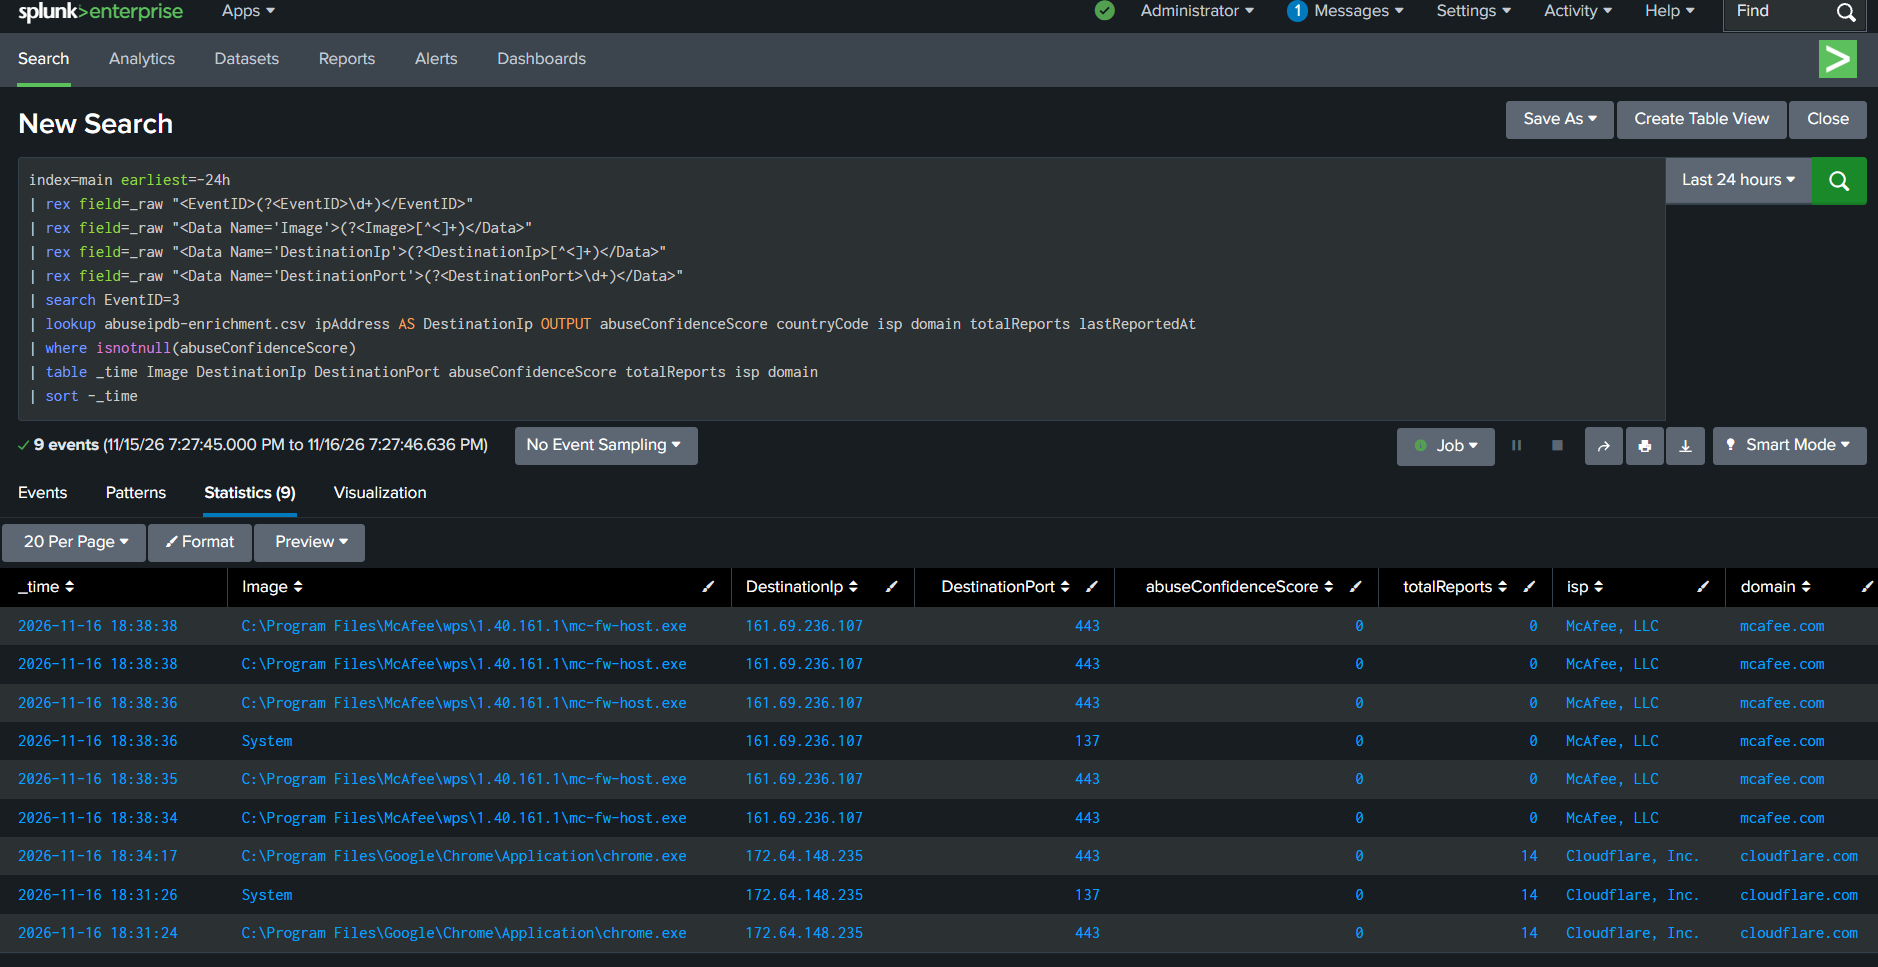 splunk>enterprise Apps Administrator 1 Messages Settings Activity Help Find
Search Analytics Datasets Reports Alerts Dashboards
New Search Save As Create Table View Close
index=main earliest=-24h Last 24 hours
| rex field=_raw "<EventID>(?<EventID>\d+)</EventID>"
| rex field=_raw "<Data Name='Image'>(?<Image>[^<]+)</Data>"
| rex field=_raw "<Data Name='DestinationIp'>(?<DestinationIp>[^<]+)</Data>"
| rex field=_raw "<Data Name='DestinationPort'>(?<DestinationPort>\d+)</Data>"
| search EventID=3
| lookup abuseipdb-enrichment.csv ipAddress AS DestinationIp OUTPUT abuseConfidenceScore countryCode isp domain totalReports lastReportedAt
| where isnotnull(abuseConfidenceScore)
| table _time Image DestinationIp DestinationPort abuseConfidenceScore totalReports isp domain
| sort -_time
9 events (11/15/26 7:27:45.000 PM to 11/16/26 7:27:46.636 PM) No Event Sampling Job Smart Mode
Events Patterns Statistics (9) Visualization
20 Per Page Format Preview
_time Image DestinationIp DestinationPort abuseConfidenceScore totalReports isp domain
2026-11-16 18:38:38 C:\Program Files\McAfee\wps\1.40.161.1\mc-fw-host.exe 161.69.236.107 443 0 0 McAfee, LLC mcafee.com
2026-11-16 18:38:38 C:\Program Files\McAfee\wps\1.40.161.1\mc-fw-host.exe 161.69.236.107 443 0 0 McAfee, LLC mcafee.com
2026-11-16 18:38:36 C:\Program Files\McAfee\wps\1.40.161.1\mc-fw-host.exe 161.69.236.107 443 0 0 McAfee, LLC mcafee.com
2026-11-16 18:38:36 System 161.69.236.107 137 0 0 McAfee, LLC mcafee.com
2026-11-16 18:38:35 C:\Program Files\McAfee\wps\1.40.161.1\mc-fw-host.exe 161.69.236.107 443 0 0 McAfee, LLC mcafee.com
2026-11-16 18:38:34 C:\Program Files\McAfee\wps\1.40.161.1\mc-fw-host.exe 161.69.236.107 443 0 0 McAfee, LLC mcafee.com
2026-11-16 18:34:17 C:\Program Files\Google\Chrome\Application\chrome.exe 172.64.148.235 443 0 14 Cloudflare, Inc. cloudflare.com
2026-11-16 18:31:26 System 172.64.148.235 137 0 14 Cloudflare, Inc. cloudflare.com
2026-11-16 18:31:24 C:\Program Files\Google\Chrome\Application\chrome.exe 172.64.148.235 443 0 14 Cloudflare, Inc. cloudflare.com